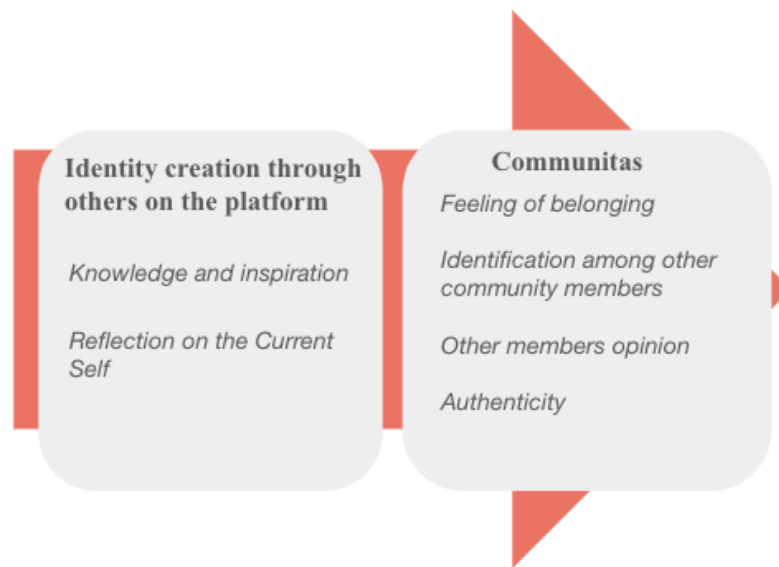 Identity creation through
others on the platform
Knowledge and inspiration
Reflection on the Current
Self
Communitas
Feeling of belonging
Identification among other
community members
Other members opinion
Authenticity